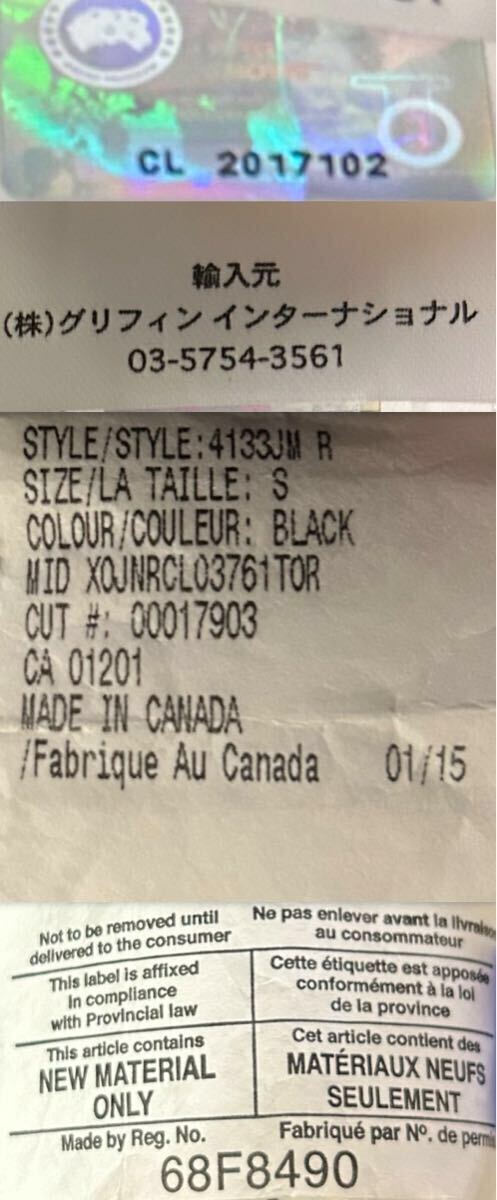 CL 2017102
輸入元
(株)グリフィン インターナショナル
03-5754-3561
STYLE/STYLE:4133JM R
SIZE/LA TAILLE: S
COLOUR/COULEUR: BLACK
MID XOJNRCLO3761TOR
CUT #: 00017903
CA 01201
MADE IN CANADA
/Fabrique Au Canada 01/15
Not to be removed until
delivered to the consumer
Ne pas enlever avant la livraison
au consommateur
This label is affixed
in compliance
with Provincial law
Cette étiquette est apposée
conformément à la loi
de la province
This article contains
NEW MATERIAL
ONLY
Cet article contient des
MATÉRIAUX NEUFS
SEULEMENT
Made by Reg. No.
Fabriqué par Nº. de permis
68F8490